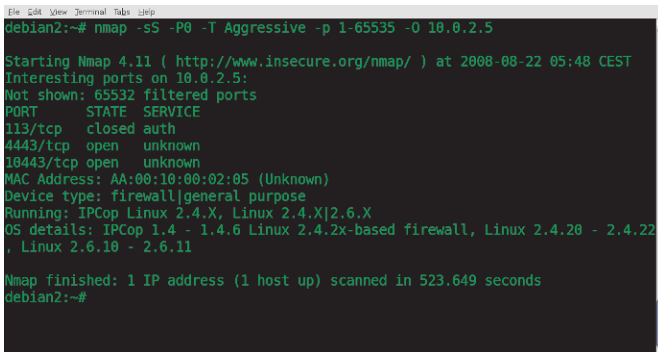 File Edit View Terminal Tabs Help
debian2:~# nmap -sS -P0 -T Aggressive -p 1-65535 -O 10.0.2.5
Starting Nmap 4.11 ( http://www.insecure.org/nmap/ ) at 2008-08-22 05:48 CEST
Interesting ports on 10.0.2.5:
Not shown: 65532 filtered ports
PORT STATE SERVICE
113/tcp closed auth
4443/tcp open unknown
10443/tcp open unknown
MAC Address: AA:00:10:00:02:05 (Unknown)
Device type: firewall|general purpose
Running: IPCop Linux 2.4.X, Linux 2.4.X|2.6.X
OS details: IPCop 1.4 - 1.4.6 Linux 2.4.2x-based firewall, Linux 2.4.20 - 2.4.22
, Linux 2.6.10 - 2.6.11
Nmap finished: 1 IP address (1 host up) scanned in 523.649 seconds
debian2:~#